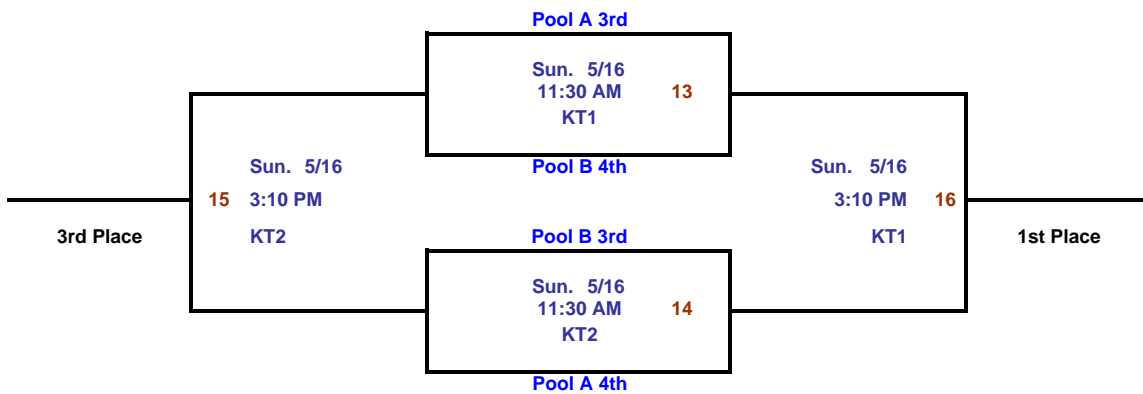 Pool A 3rd
Sun. 5/16
11:30 AM 13
KT1
Pool B 4th
Sun. 5/16
15 3:10 PM
KT2
3rd Place
Sun. 5/16
3:10 PM 16
KT1
1st Place
Pool B 3rd
Sun. 5/16
11:30 AM 14
KT2
Pool A 4th